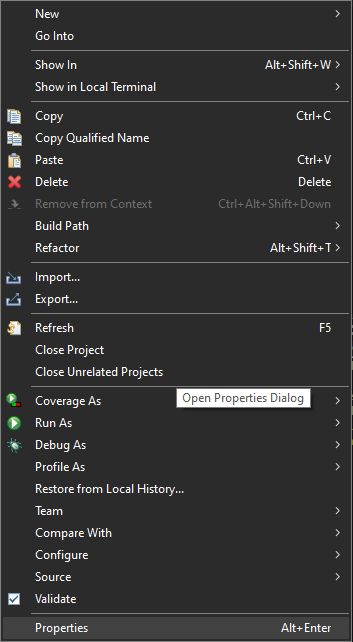 New
Go Into
Show In Alt+Shift+W
Show in Local Terminal
Copy Ctrl+C
Copy Qualified Name
Paste Ctrl+V
Delete Delete
Remove from Context Ctrl+Alt+Shift+Down
Build Path
Refactor Alt+Shift+T
Import...
Export...
Refresh F5
Close Project
Close Unrelated Projects
Coverage As
Open Properties Dialog
Run As
Debug As
Profile As
Restore from Local History...
Team
Compare With
Configure
Source
Validate
Properties Alt+Enter